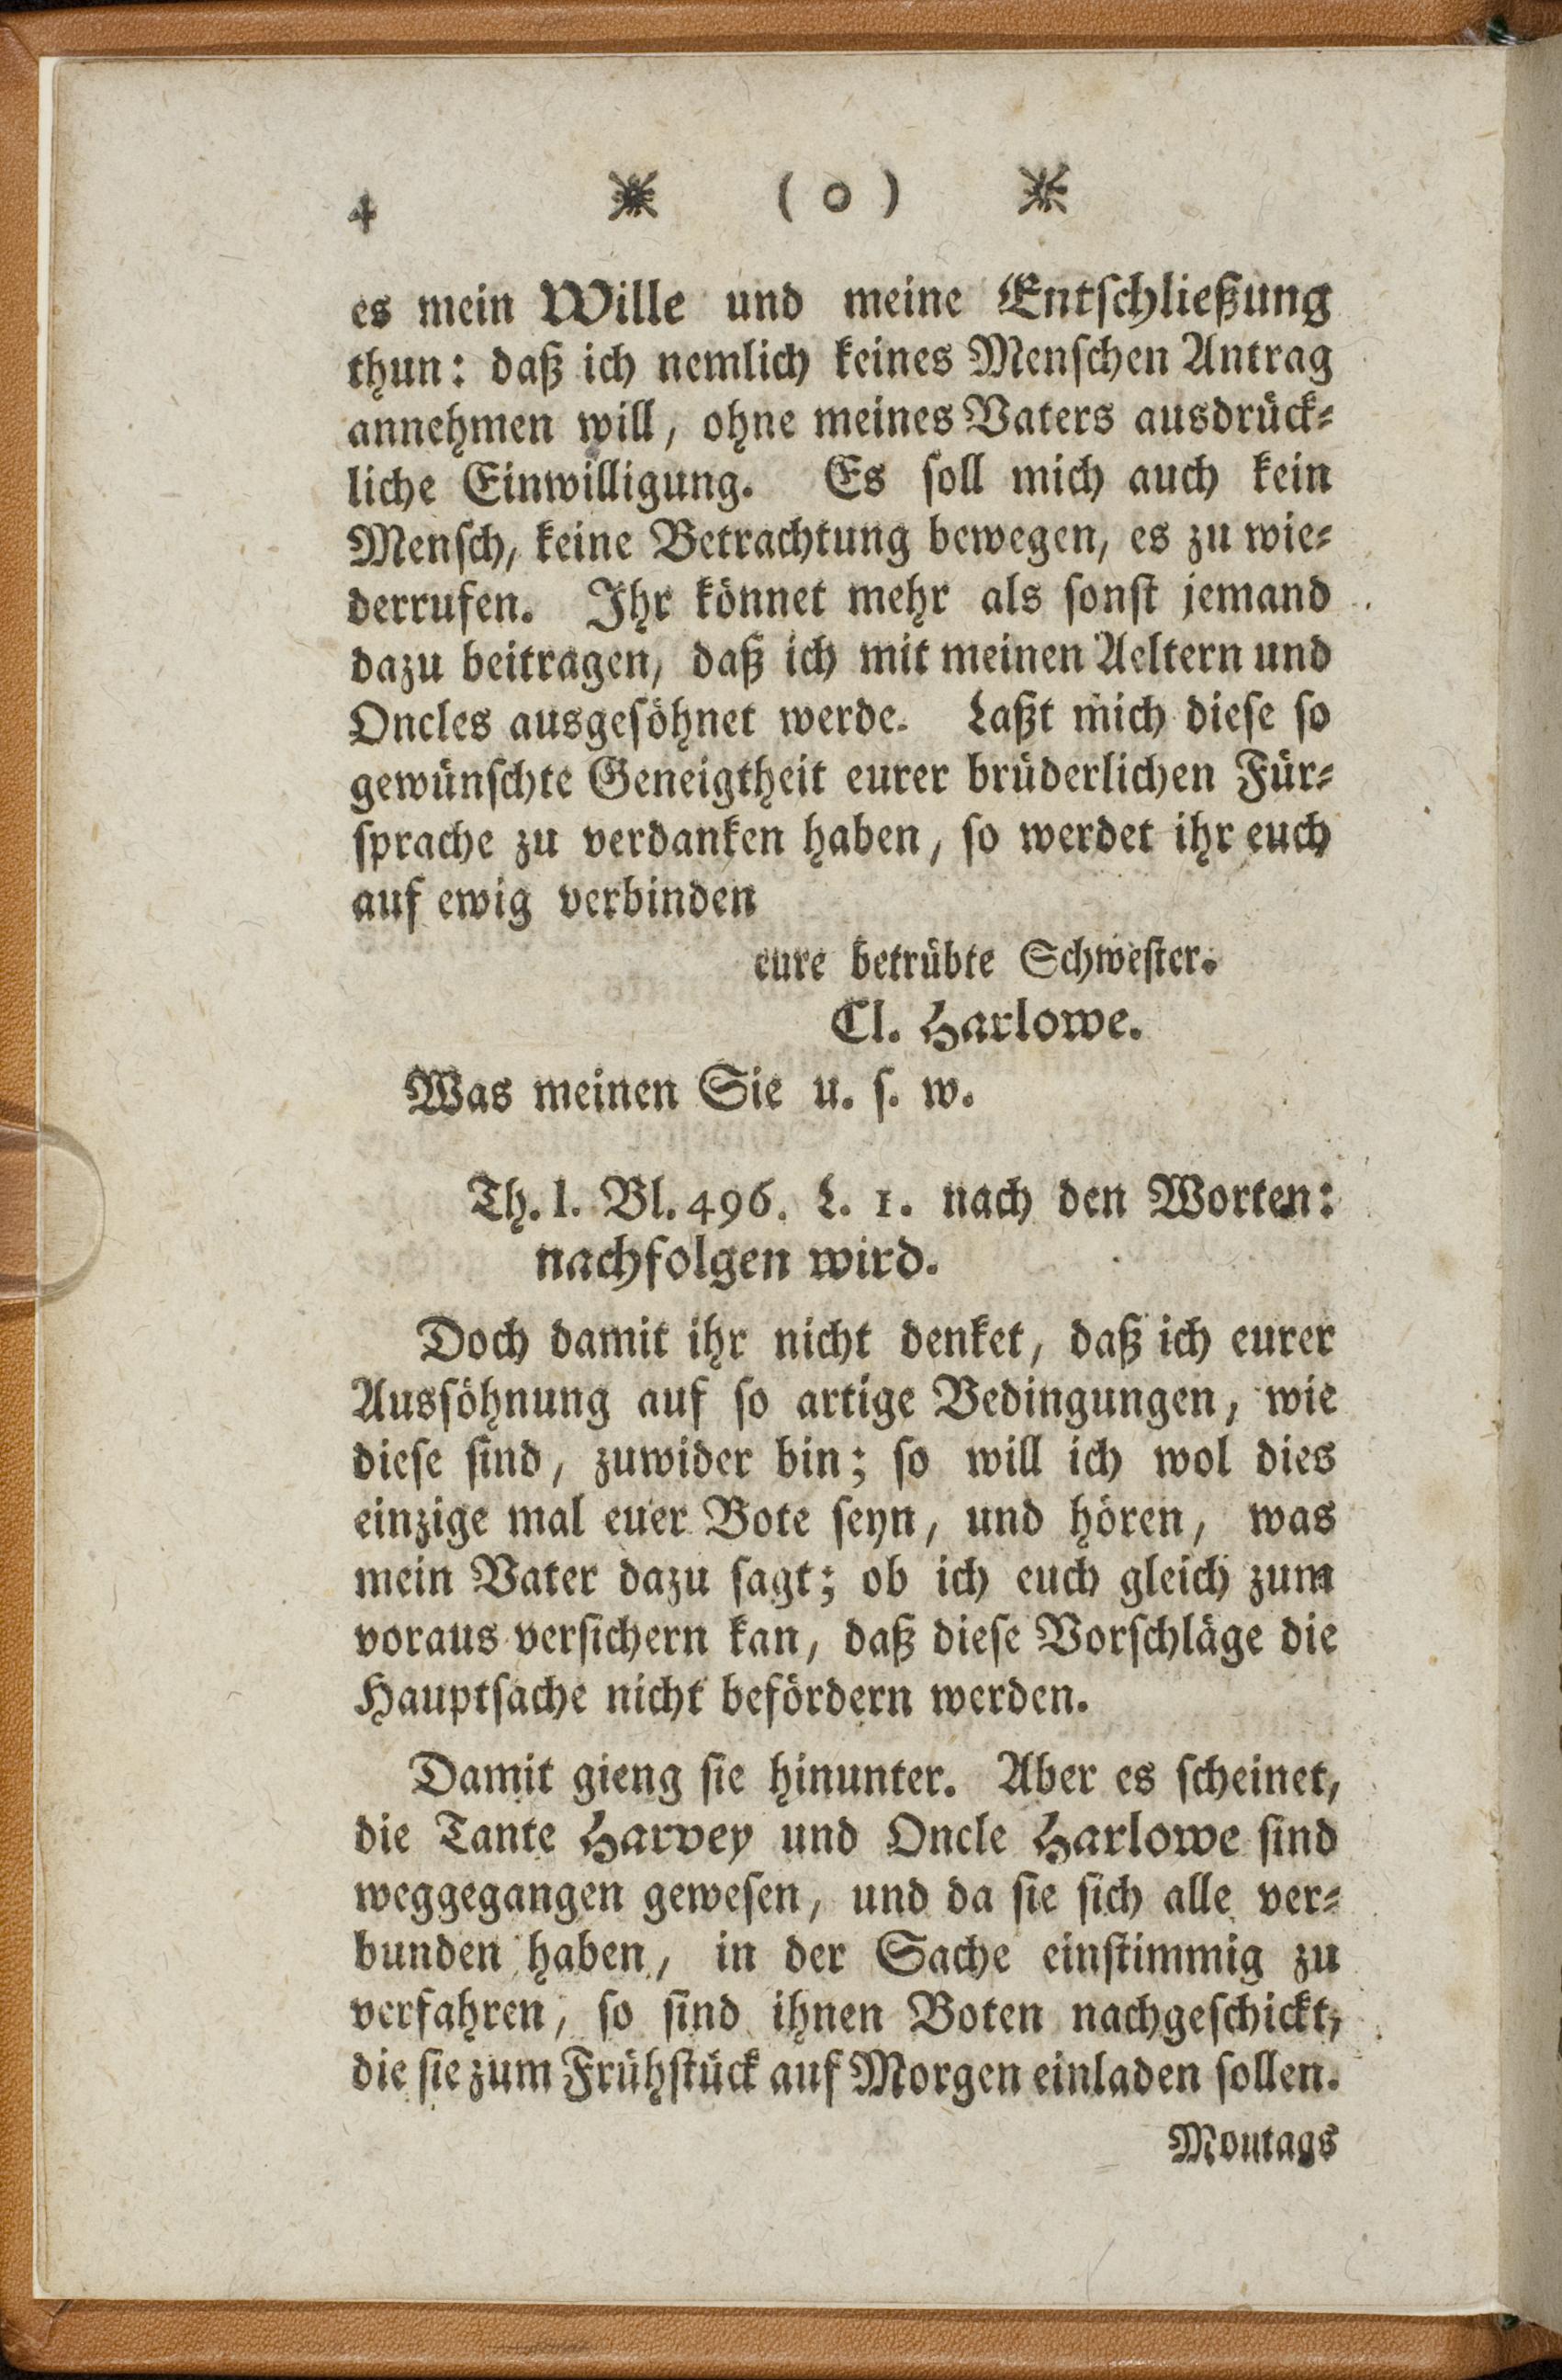 4 ※ ( o ) ※
es mein Wille und meine Entschließung
thun: daß ich nemlich keines Menschen Antrag
annehmen will, ohne meines Vaters ausdrück⸗
liche Einwilligung. Es soll mich auch kein
Mensch, keine Betrachtung bewegen, es zu wie⸗
derrufen. Ihr könnet mehr als sonst jemand
dazu beitragen, daß ich mit meinen Aeltern und
Oncles ausgesöhnet werde. Laßt mich diese so
gewünschte Geneigtheit eurer brüderlichen Für⸗
sprache zu verdanken haben, so werdet ihr euch
auf ewig verbinden
eure betrübte Schwester.
Cl. Harlowe.
Was meinen Sie u. s. w.
Th. I. Bl. 496. L. 1. nach den Worten:
nachfolgen wird.
Doch damit ihr nicht denket, daß ich eurer
Aussöhnung auf so artige Bedingungen, wie
diese sind, zuwider bin; so will ich wol dies
einzige mal euer Bote seyn, und hören, was
mein Vater dazu sagt; ob ich euch gleich zum
voraus versichern kan, daß diese Vorschläge die
Hauptsache nicht befördern werden.
Damit gieng sie hinunter. Aber es scheinet,
die Tante Harvey und Oncle Harlowe sind
weggegangen gewesen, und da sie sich alle ver⸗
bunden haben, in der Sache einstimmig zu
verfahren, so sind ihnen Boten nachgeschickt,
die sie zum Frühstück auf Morgen einladen sollen.
Montags